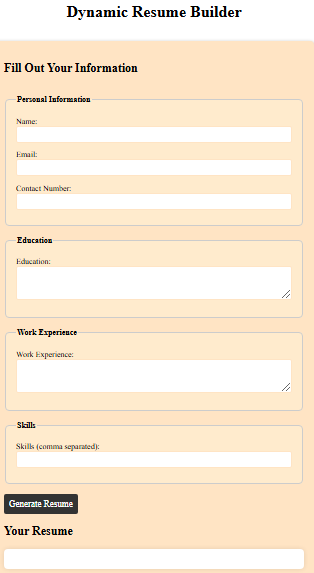 Dynamic Resume Builder
Fill Out Your Information
Personal Information
Name:
Email:
Contact Number:
Education
Education:
Work Experience
Work Experience:
Skills
Skills (comma separated):
Generate Resume
Your Resume